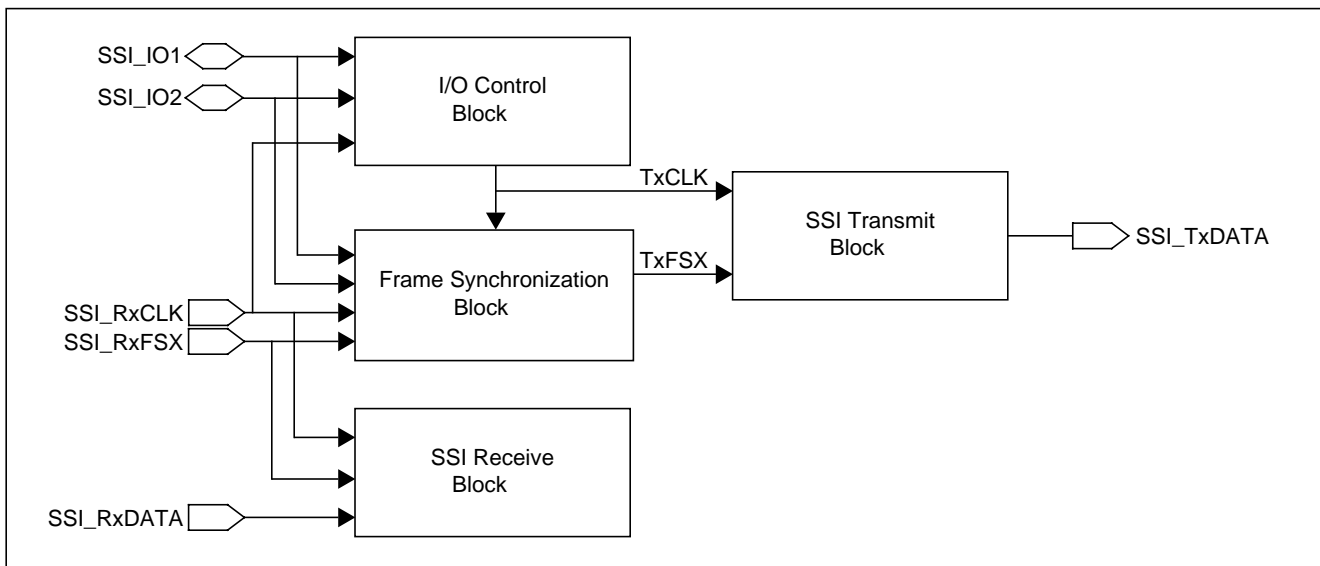 SSI_IO1
SSI_IO2
I/O Control
Block
TxCLK
SSI Transmit
Block
SSI_TxDATA
TxFSX
Frame Synchronization
Block
SSI_RxCLK
SSI_RxFSX
SSI Receive
Block
SSI_RxDATA